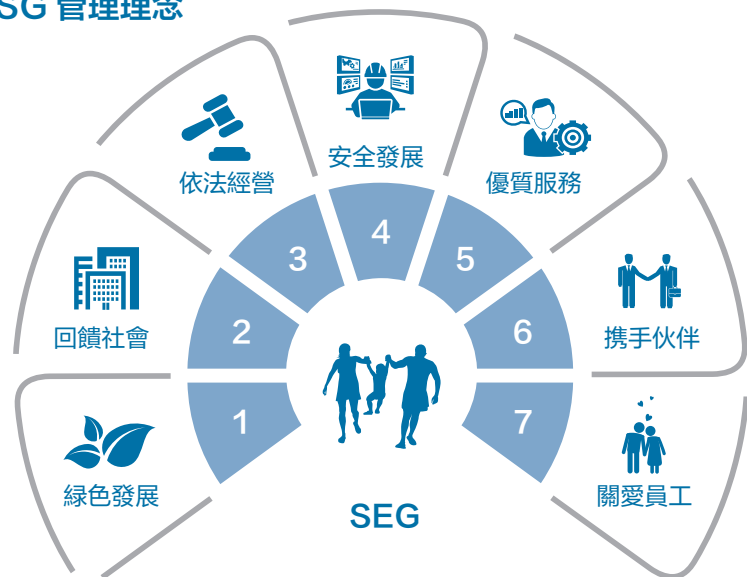 SG 管理理念
安全發展
依法經營
優質服務
回饋社會
携手伙伴
綠色發展
關愛員工
1
2
3
4
5
6
7
SEG